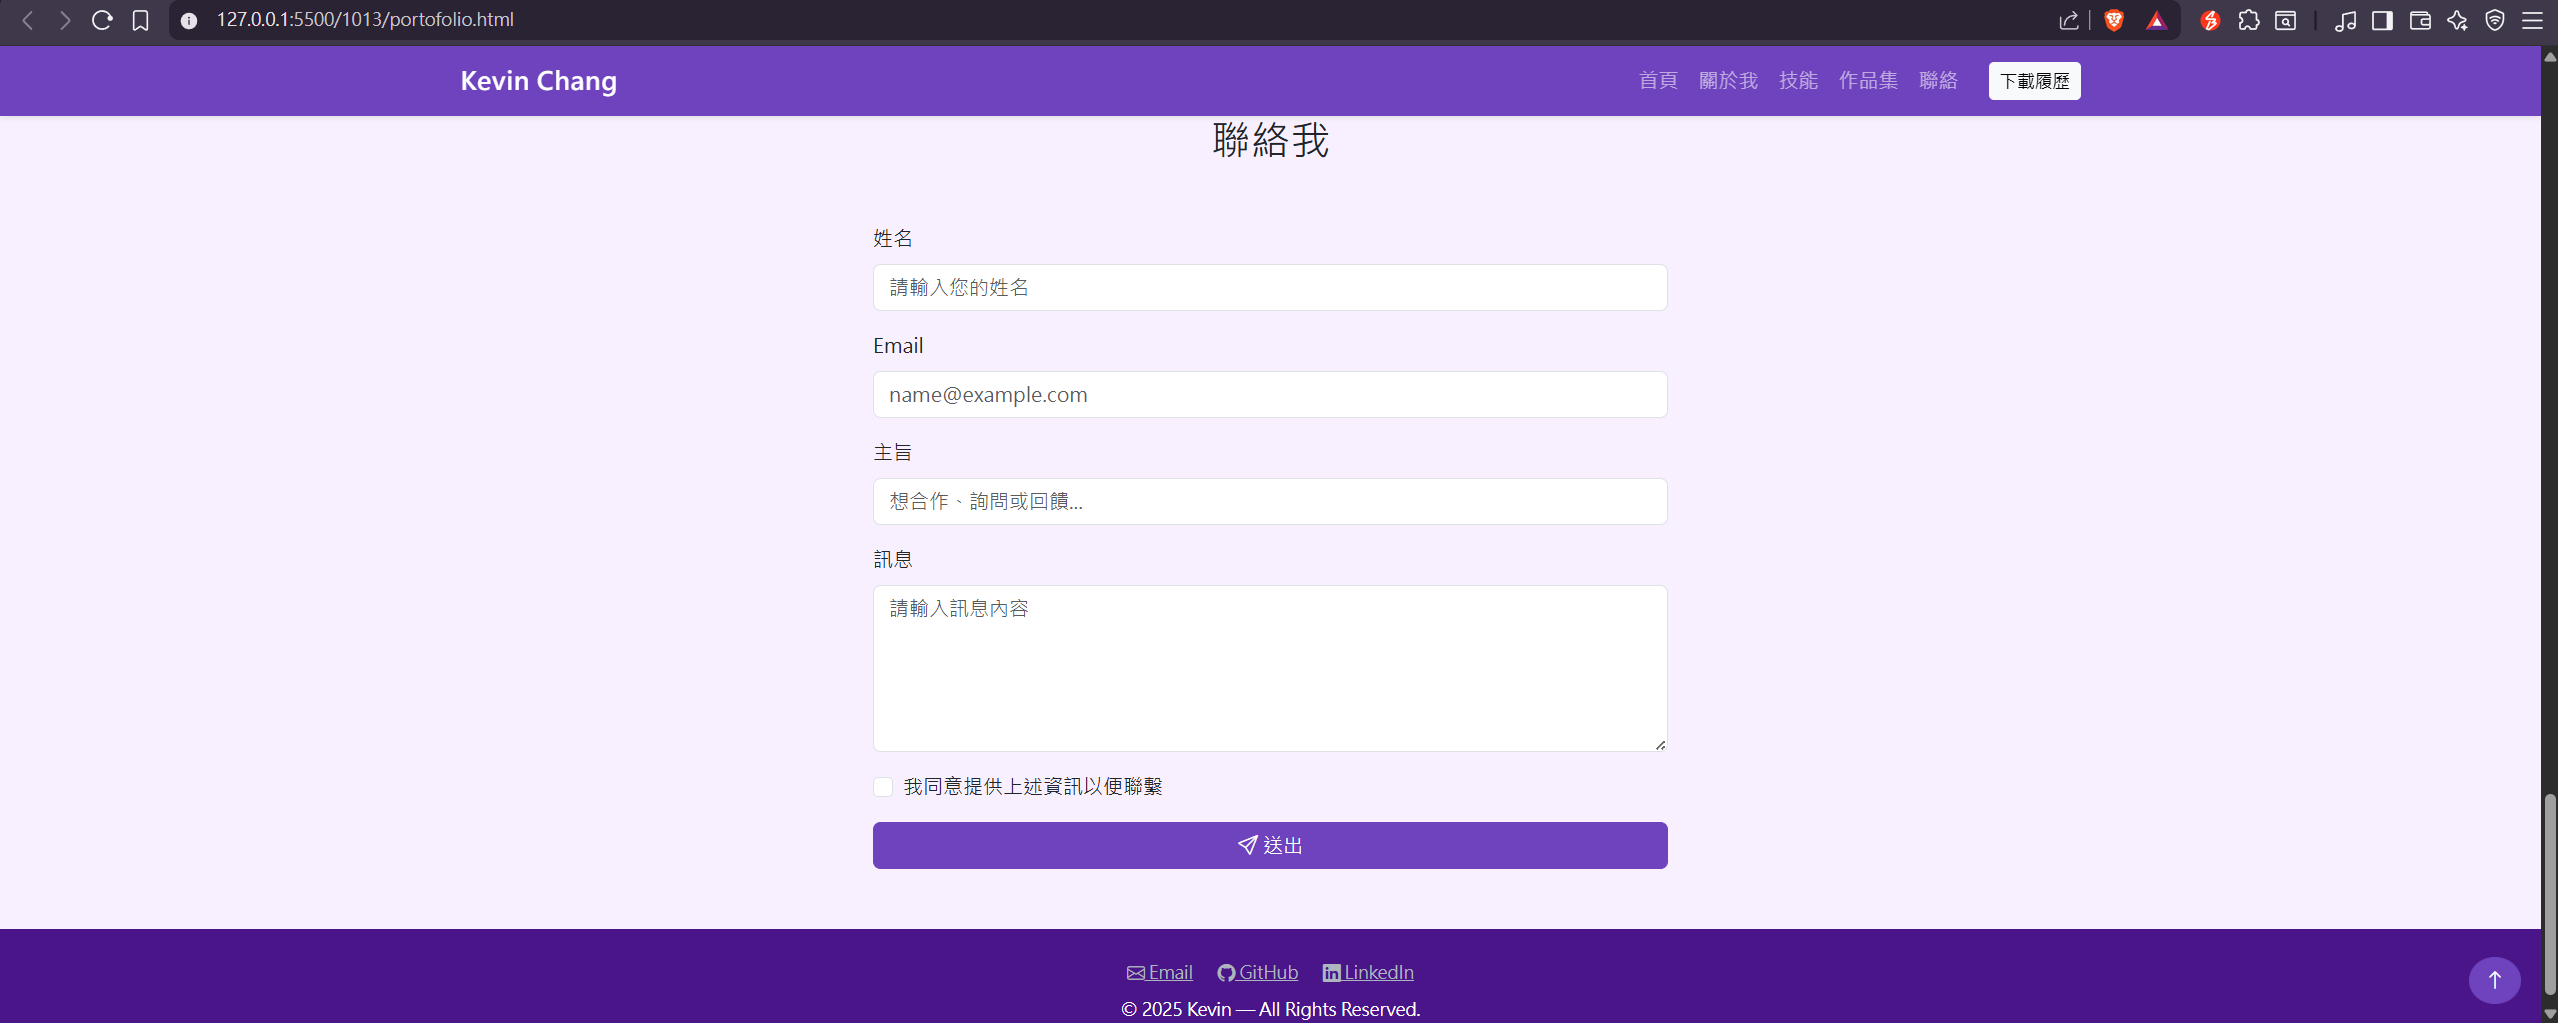 127.0.0.1:5500/1013/portofolio.html
Kevin Chang
首頁 關於我 技能 作品集 聯絡 下載履歷
聯絡我
姓名
請輸入您的姓名
Email
name@example.com
主旨
想合作、詢問或回饋...
訊息
請輸入訊息內容
我同意提供上述資訊以便聯繫
送出
Email GitHub LinkedIn
© 2025 Kevin — All Rights Reserved.